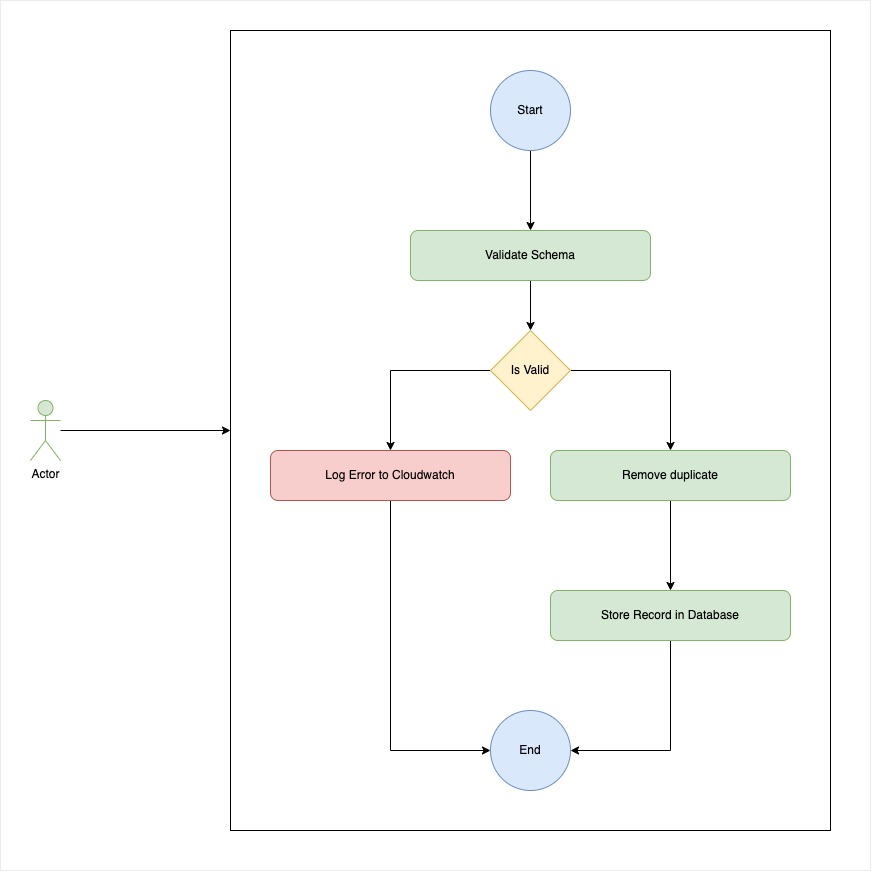 Start
Validate Schema
Is Valid
Log Error to Cloudwatch
Remove duplicate
Actor
Store Record in Database
End